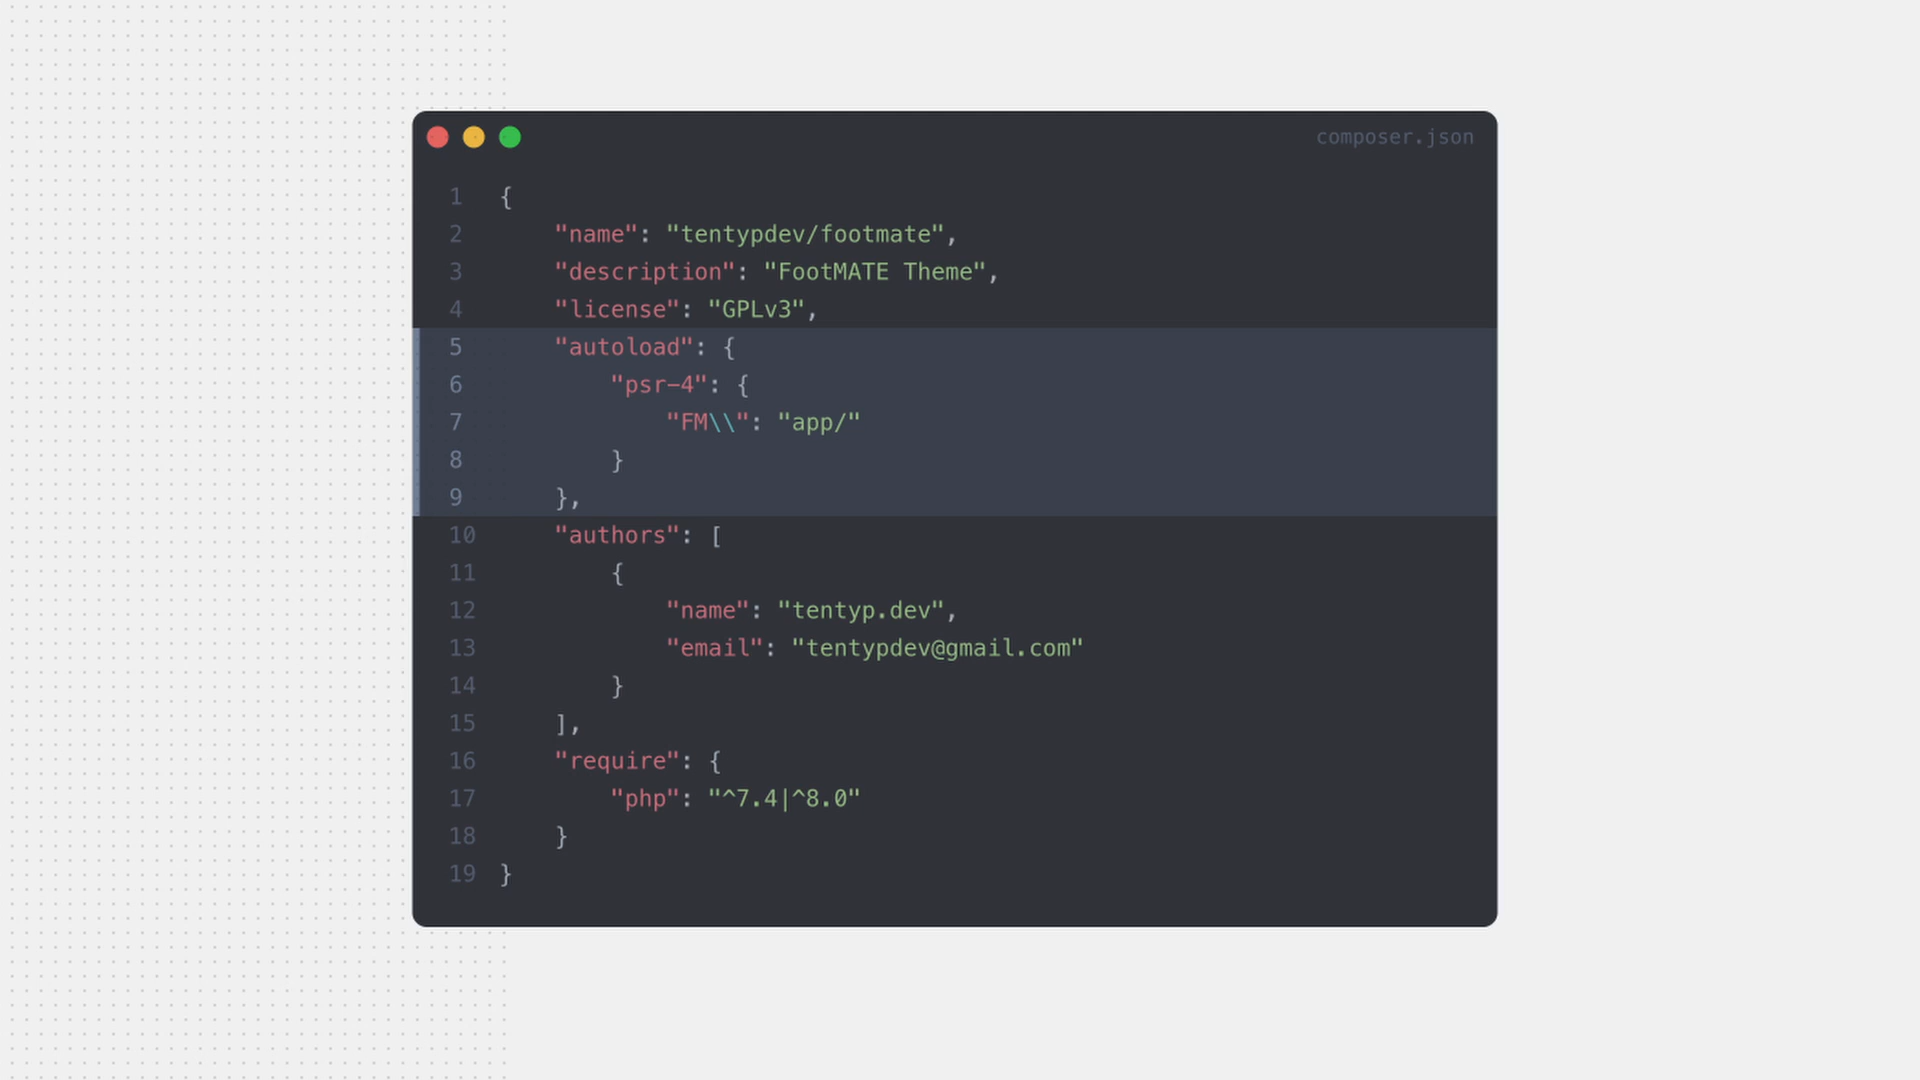 composer.json
1 {
2     "name": "tentypdev/footmate",
3     "description": "FootMATE Theme",
4     "license": "GPLv3",
5     "autoload": {
6         "psr-4": {
7             "FM\\": "app/"
8         }
9     },
10     "authors": [
11         {
12             "name": "tentyp.dev",
13             "email": "tentypdev@gmail.com"
14         }
15     ],
16     "require": {
17         "php": "^7.4|^8.0"
18     }
19 }